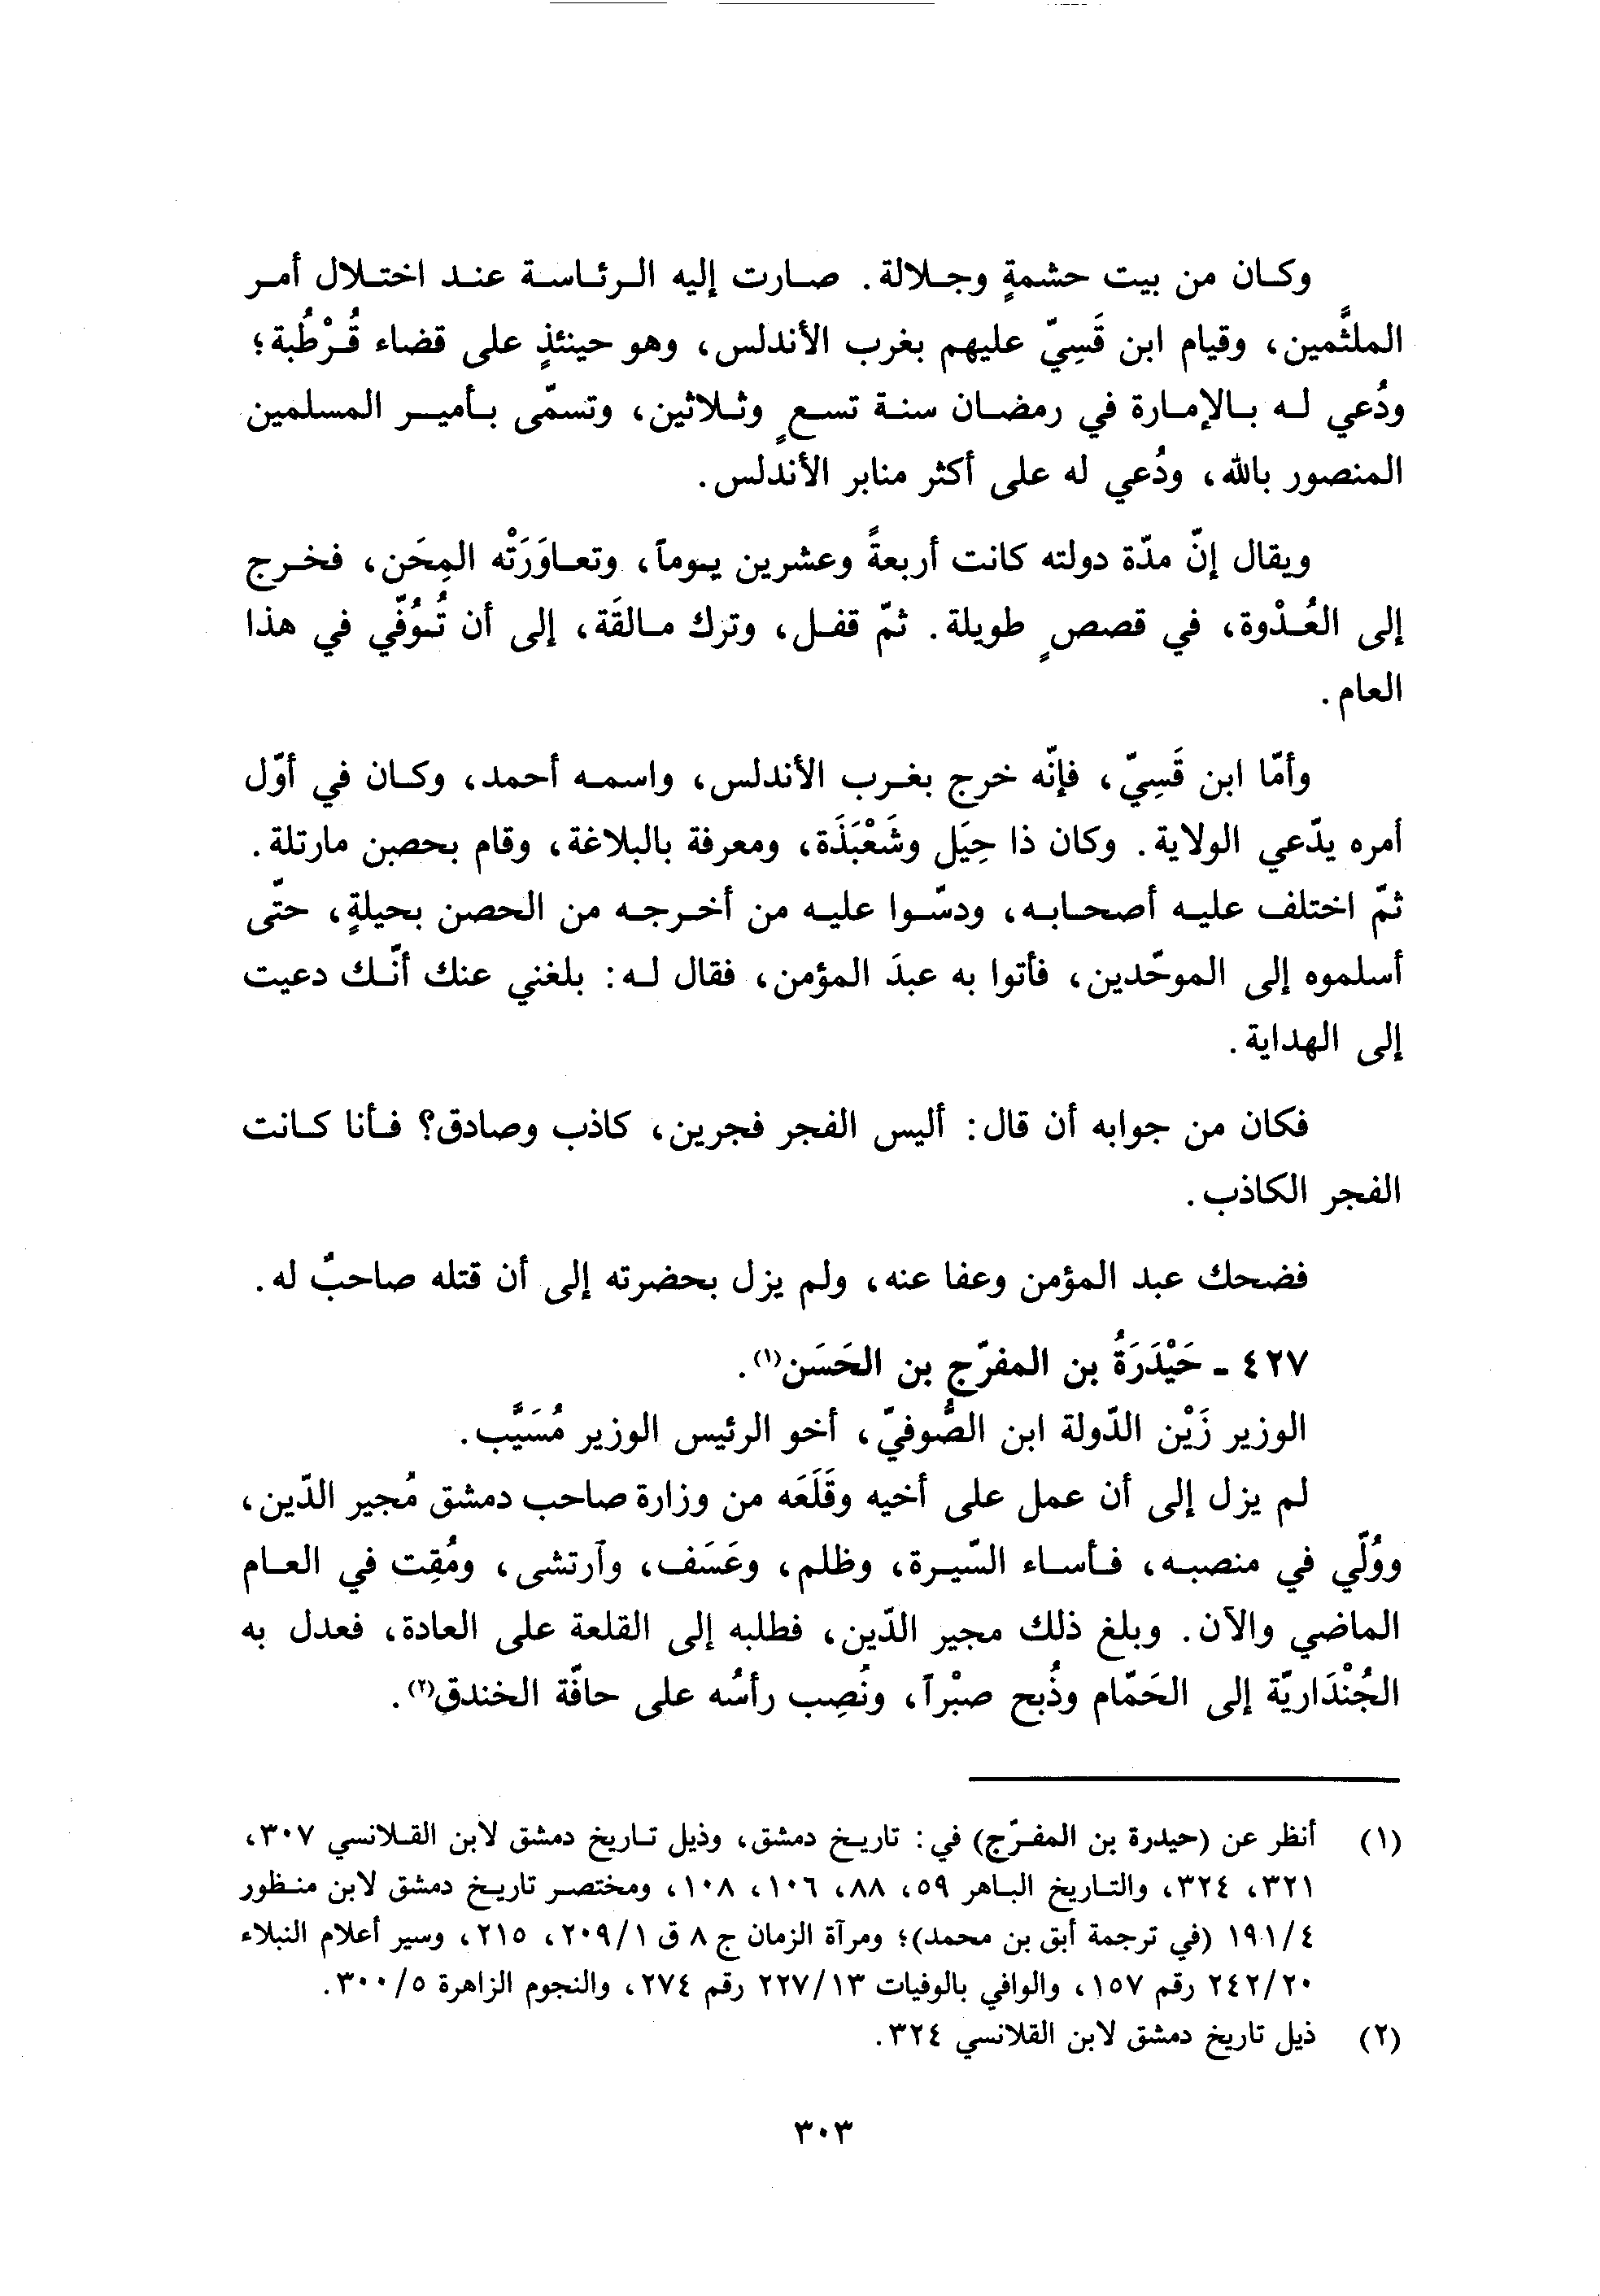 وكان من بيت حشمةٍ وجلالة. صارت إليه الرئاسة عند اختلال أمر
الملثَّمين، وقيام ابن قَسِيّ عليهم بغرب الأندلس، وهو حينئذٍ على قضاء قُرْطُبة؛
ودُعي له بالإمارة في رمضان سنة تسعٍ وثلاثين، وتسمّى بأمير المسلمين
المنصور بالله، ودُعي له على أكثر منابر الأندلس.
ويقال إنّ مدّة دولته كانت أربعةً وعشرين يوماً، وتعاوَرَتْه المِحَن، فخرج
إلى العُذْوة، في قصصٍ طويلة. ثمّ قفل، وترك مالقَة، إلى أن تُوُفّي في هذا
العام.
وأمّا ابن قَسِيّ، فإنّه خرج بغرب الأندلس، واسمه أحمد، وكان في أوّل
أمره يدّعي الولاية. وكان ذا حِيَل وشَعْبَذَة، ومعرفة بالبلاغة، وقام بحصبن مارتلة.
ثمّ اختلف عليه أصحابه، ودسّوا عليه من أخرجه من الحصن بحيلةٍ، حتّى
أسلموه إلى الموحّدين، فأتوا به عبدَ المؤمن، فقال له: بلغني عنك أنّك دعيت
إلى الهداية.
فكان من جوابه أن قال: أليس الفجر فجرين، كاذب وصادق؟ فأنا كانت
الفجر الكاذب.
فضحك عبد المؤمن وعفا عنه، ولم يزل بحضرته إلى أن قتله صاحبٌ له.
٤٢٧ ـ حَيْدَرَةُ بن المفرّج بن الحَسَن(١).
الوزير زَيْن الدّولة ابن الصُّوفيّ، أخو الرئيس الوزير مُسَيَّب.
لم يزل إلى أن عمل على أخيه وقَلَعَه من وزارة صاحب دمشق مُجير الدّين،
ووُلّي في منصبه، فأساء السّيرة، وظلم، وعَسَف، وآرتشى، ومُقِت في العام
الماضي والآن. وبلغ ذلك مجير الدّين، فطلبه إلى القلعة على العادة، فعدل به
الجُنْدَاريّة إلى الحَمّام وذُبح صبْراً، ونُصِب رأسُه على حافّة الخندق(٢).
(١) أنظر عن (حيدرة بن المفرّج) في: تاريخ دمشق، وذيل تاريخ دمشق لابن القلانسي ٣٠٧،
٣٢١، ٣٢٤، والتاريخ الباهر ٥٩، ٨٨، ١٠٦، ١٠٨، ومختصر تاريخ دمشق لابن منظور
١٩١/٤ (في ترجمة أبق بن محمد)؛ ومرآة الزمان ج ٨ ق ٢٠٩/١، ٢١٥، وسير أعلام النبلاء
٢٤٢/٢٠ رقم ١٥٧، والوافي بالوفيات ٢٢٧/١٣ رقم ٢٧٤، والنجوم الزاهرة ٣٠٠/٥.
(٢) ذيل تاريخ دمشق لابن القلانسي ٣٢٤.
٣٠٣